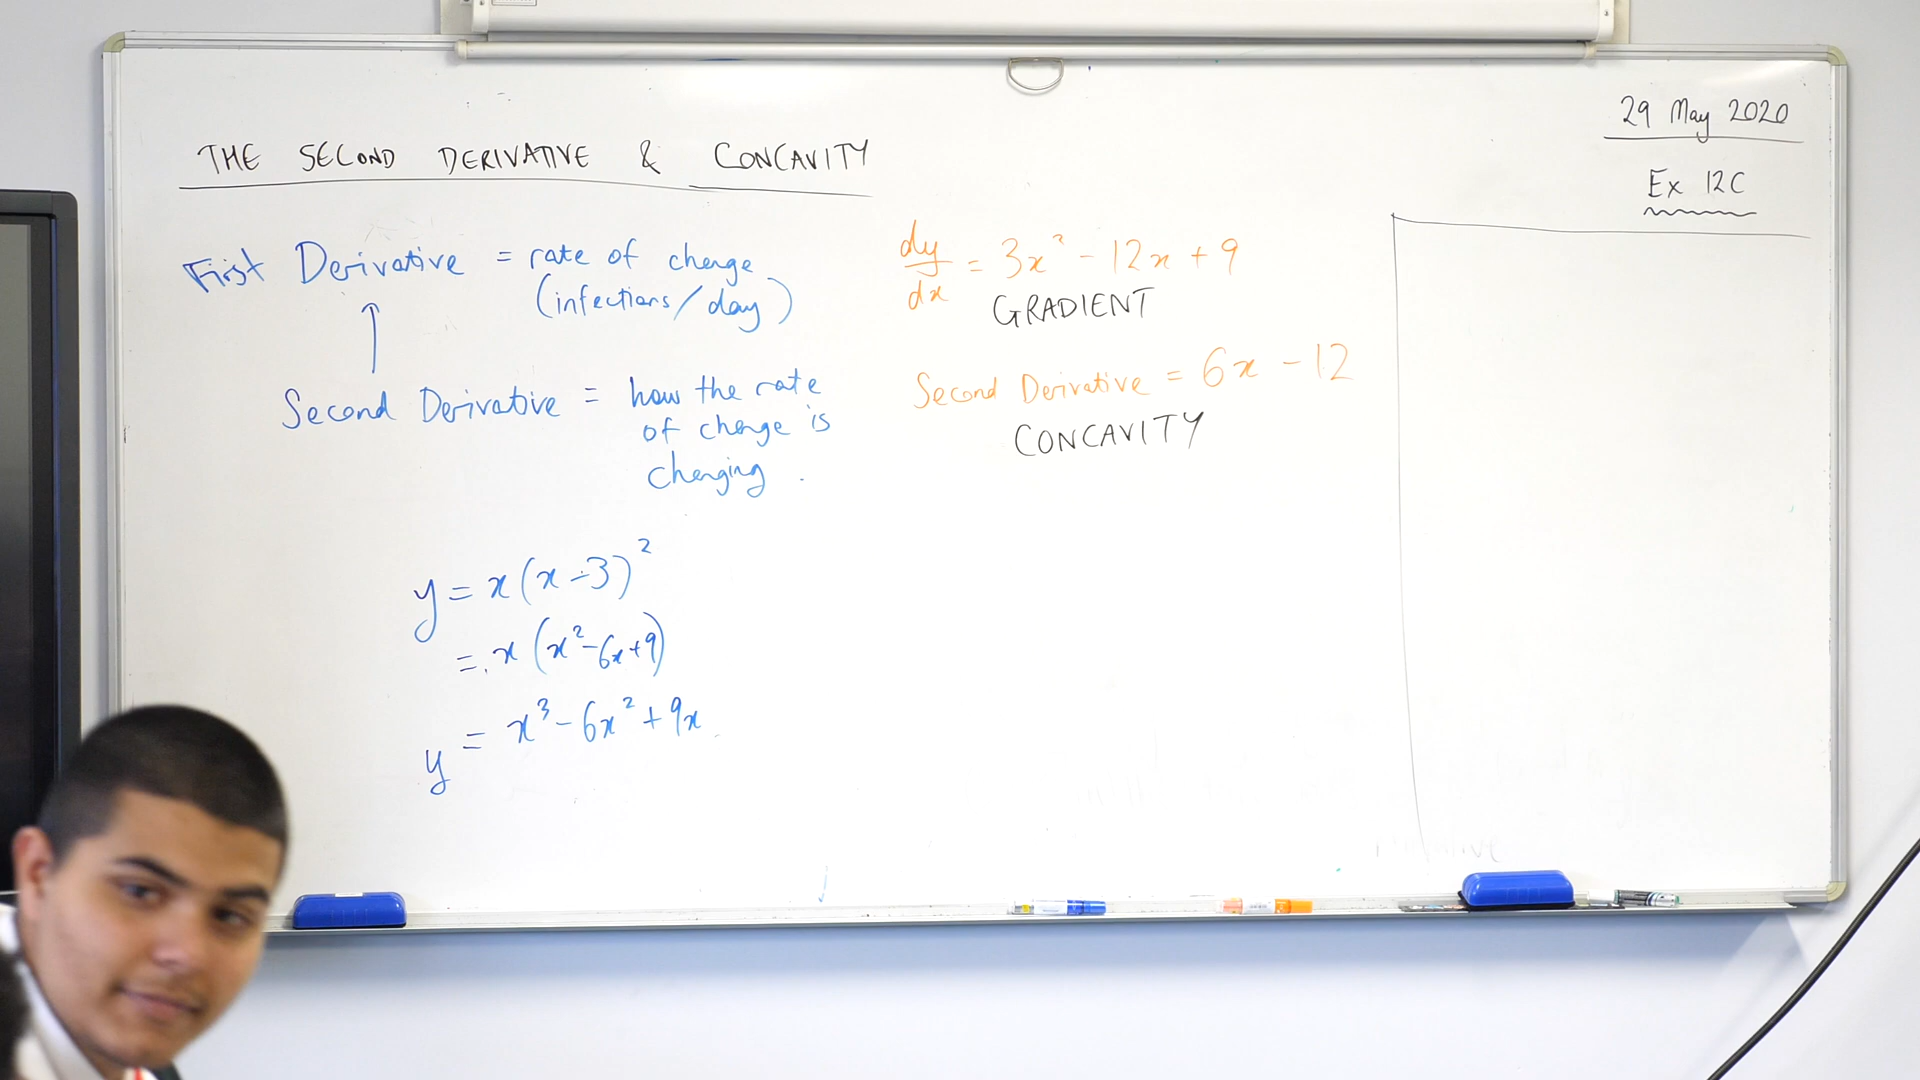 29 May 2020
Ex 12C
THE SECOND DERIVATIVE & CONCAVITY
First Derivative = rate of change
(infections/day)
Second Derivative = how the rate
of change is
changing
y = x(x-3)²
= x(x²-6x+9)
y = x³-6x²+9x
dy/dx = 3x²-12x+9
GRADIENT
Second Derivative = 6x-12
CONCAVITY